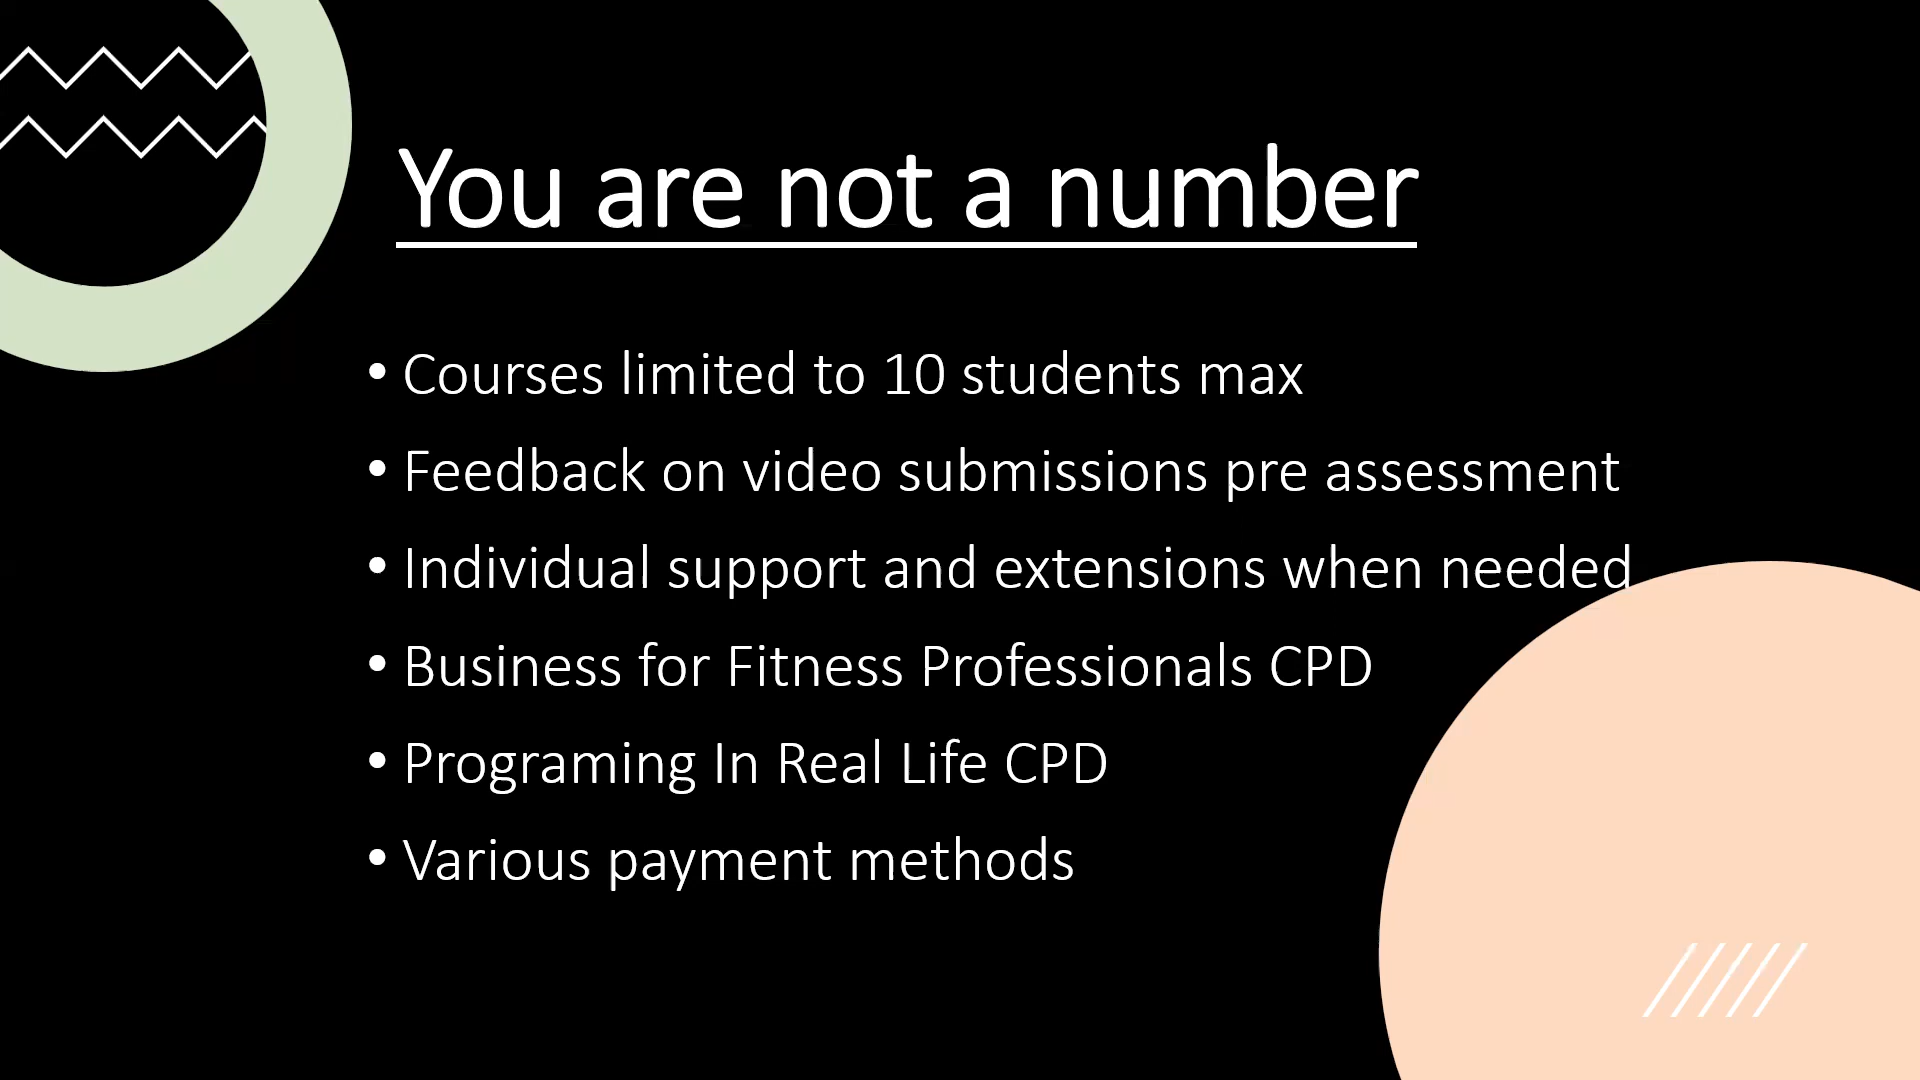 You are not a number
• Courses limited to 10 students max
• Feedback on video submissions pre assessment
• Individual support and extensions when needed
• Business for Fitness Professionals CPD
• Programing In Real Life CPD
• Various payment methods